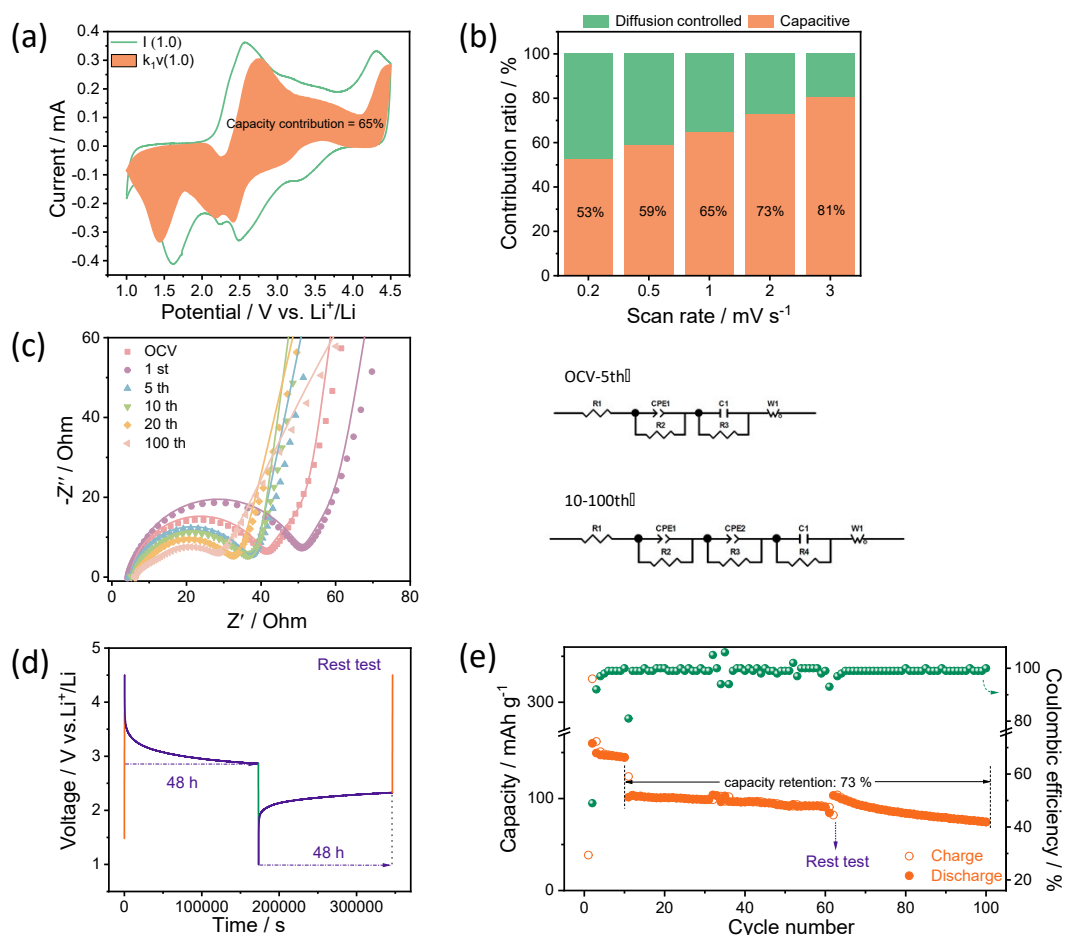 (a)
I (1.0)
k₁v(1.0)
Capacity contribution = 65%
Current / mA
0.4
0.3
0.2
0.1
0.0
-0.1
-0.2
-0.3
-0.4
1.0 1.5 2.0 2.5 3.0 3.5 4.0 4.5
Potential / V vs. Li⁺/Li
(b)
Diffusion controlled Capacitive
Contribution ratio / %
100
80
60
40
20
0
53% 59% 65% 73% 81%
0.2 0.5 1 2 3
Scan rate / mV s⁻¹
(c)
OCV
1 st
5 th
10 th
20 th
100 th
-Z'' / Ohm
60
40
20
0
0 20 40 60 80
Z' / Ohm
OCV-5th
R1 CPE1 C1 W1
R2 R3
10-100th
R1 CPE1 CPE2 C1 W1
R2 R3 R4
(d)
Rest test
Voltage / V vs.Li⁺/Li
5
4
3
2
1
48 h
48 h
0 100000 200000 300000
Time / s
(e)
Capacity / mAh g⁻¹
300
100
0
capacity retention: 73 %
Rest test
Charge
Discharge
100
80
60
40
20
Coulombic efficiency / %
0 20 40 60 80 100
Cycle number